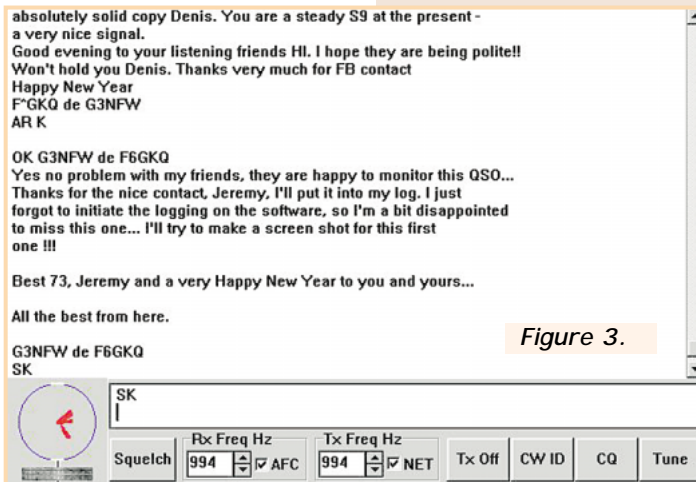 absolutely solid copy Denis. You are a steady S9 at the present -
a very nice signal.
Good evening to your listening friends HI. I hope they are being polite!!
Won't hold you Denis. Thanks very much for FB contact
Happy New Year
F^GKQ de G3NFW
AR K
OK G3NFW de F6GKQ
Yes no problem with my friends, they are happy to monitor this QSO...
Thanks for the nice contact, Jeremy, I'll put it into my log. I just
forgot to initiate the logging on the software, so I'm a bit disappointed
to miss this one... I'll try to make a screen shot for this first
one !!!
Best 73, Jeremy and a very Happy New Year to you and yours...
All the best from here.
G3NFW de F6GKQ
SK
Figure 3.
SK
Squelch
Rx Freq Hz
994 AFC
Tx Freq Hz
994 NET
Tx Off
CW ID
CQ
Tune